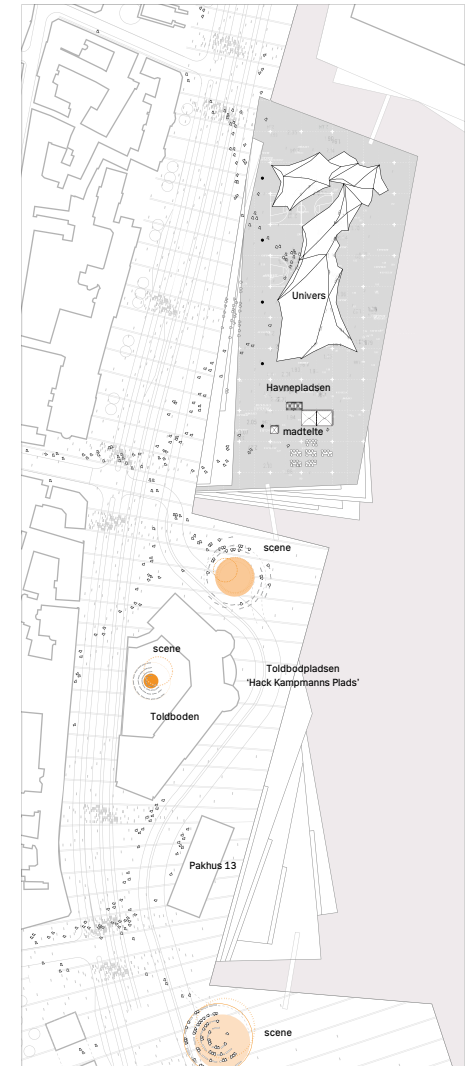 Univers
Havnepladsen
madtelte
scene
scene
Toldbodpladsen
‘Hack Kampmanns Plads’
Toldboden
Pakhus 13
scene